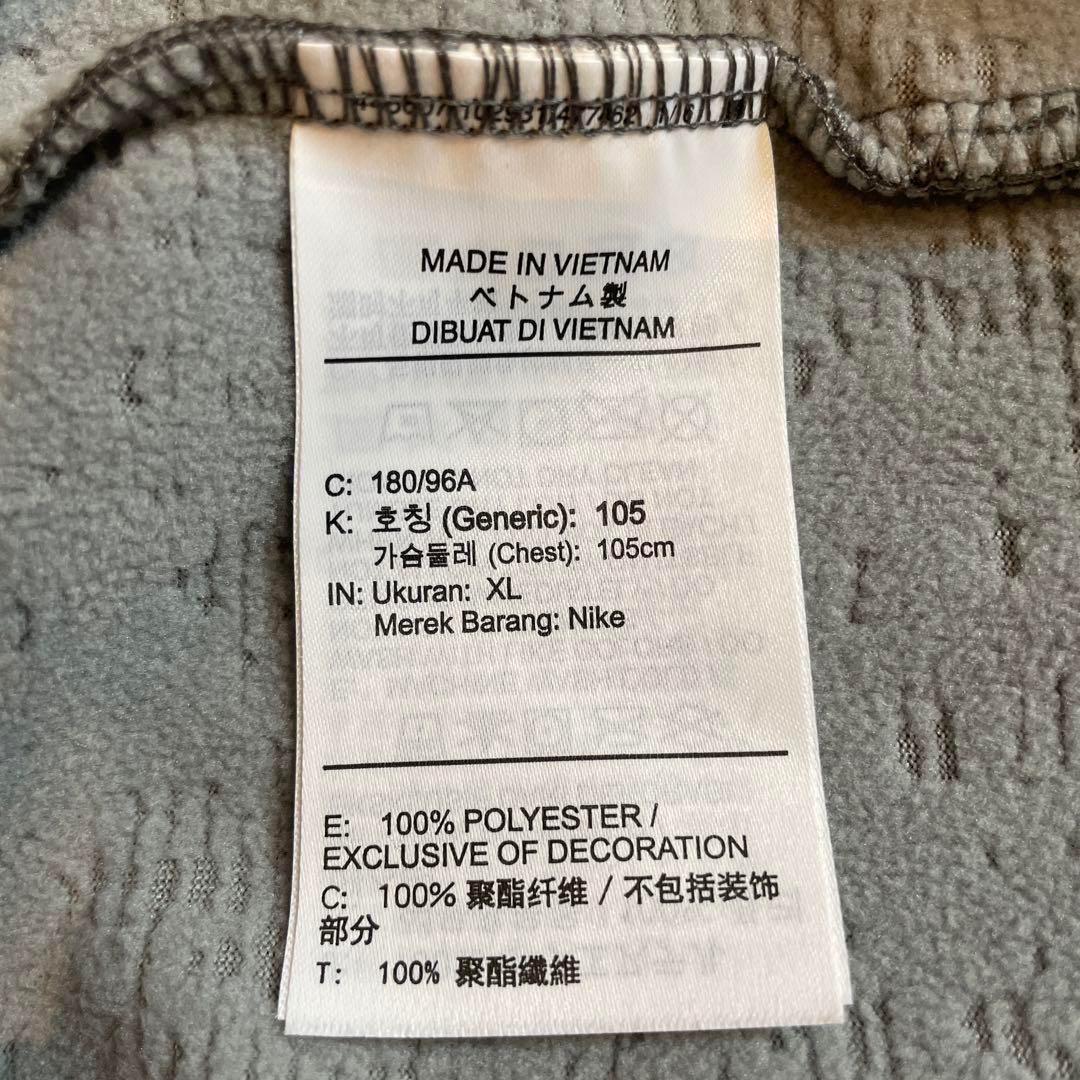 MADE IN VIETNAM
ベトナム製
DIBUAT DI VIETNAM
C: 180/96A
K: 호칭 (Generic): 105
가슴둘레 (Chest): 105cm
IN: Ukuran: XL
Merek Barang: Nike
E: 100% POLYESTER /
EXCLUSIVE OF DECORATION
C: 100% 聚酯纤维 / 不包括装饰
部分
T: 100% 聚酯纖維